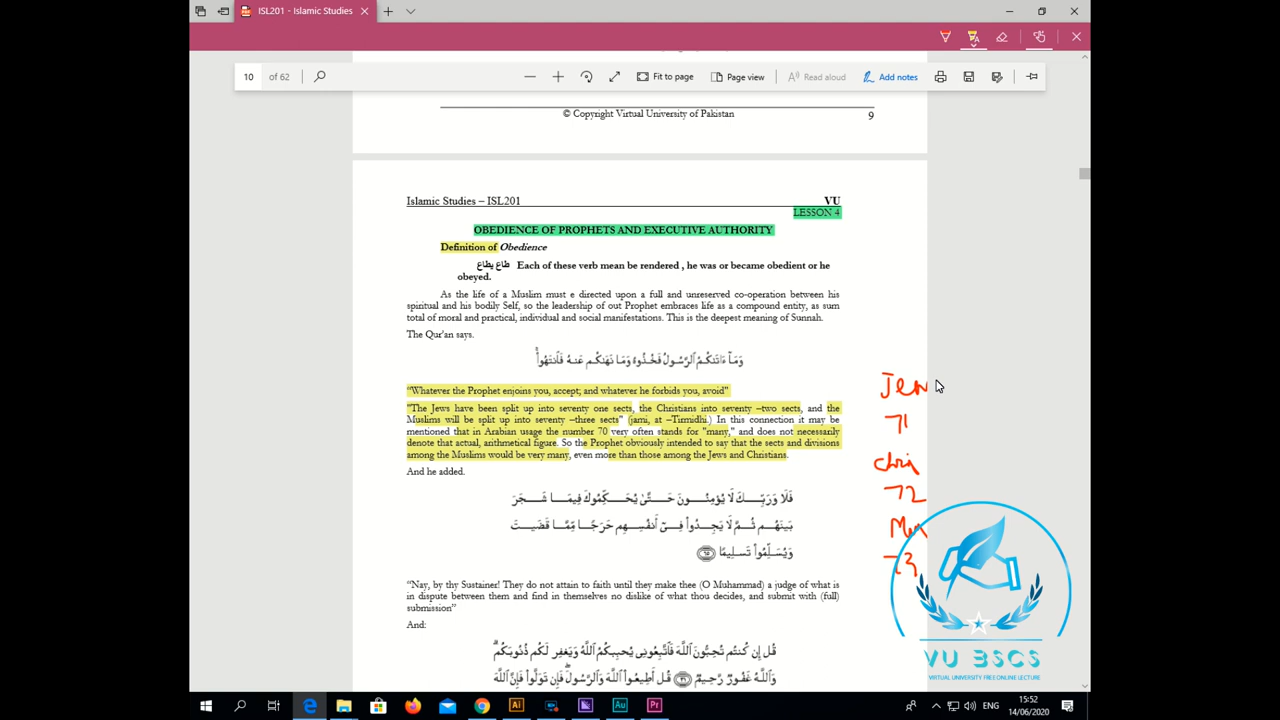 ISL201 - Islamic Studies
10 of 62
Fit to page
Page view
Read aloud
Add notes
© Copyright Virtual University of Pakistan 9
Islamic Studies – ISL201 VU
LESSON 4
OBEDIENCE OF PROPHETS AND EXECUTIVE AUTHORITY
Definition of Obedience
طاع يطاع Each of these verb mean be rendered , he was or became obedient or he
obeyed.
As the life of a Muslim must e directed upon a full and unreserved co-operation between his
spiritual and his bodily Self, so the leadership of out Prophet embraces life as a compound entity, as sum
total of moral and practical, individual and social manifestations. This is the deepest meaning of Sunnah.
The Qur'an says.
وَمَآ ءَاتَىٰكُمُ ٱلرَّسُولُ فَخُذُوهُ وَمَا نَهَىٰكُمْ عَنْهُ فَٱنتَهُوا۟ۚ
"Whatever the Prophet enjoins you, accept; and whatever he forbids you, avoid"
"The Jews have been split up into seventy one sects, the Christians into seventy –two sects, and the
Muslims will be split up into seventy –three sects" (jami, at –Tirmidhi.) In this connection it may be
mentioned that in Arabian usage the number 70 very often stands for "many," and does not necessarily
denote that actual, arithmetical figure. So the Prophet obviously intended to say that the sects and divisions
among the Muslims would be very many, even more than those among the Jews and Christians.
And he added.
فَلَا وَرَبِّكَ لَا يُؤْمِنُونَ حَتَّىٰ يُحَكِّمُوكَ فِيمَا شَجَرَ
بَيْنَهُمْ ثُمَّ لَا يَجِدُوا۟ فِىٓ أَنفُسِهِمْ حَرَجًا مِّمَّا قَضَيْتَ
وَيُسَلِّمُوا۟ تَسْلِيمًا ٦٥
"Nay, by thy Sustainer! They do not attain to faith until they make thee (O Muhammad) a judge of what is
in dispute between them and find in themselves no dislike of what thou decides, and submit with (full)
submission"
And:
قُلْ إِن كُنتُمْ تُحِبُّونَ ٱللَّهَ فَٱتَّبِعُونِى يُحْبِبْكُمُ ٱللَّهُ وَيَغْفِرْ لَكُمْ ذُنُوبَكُمْۗ
وَٱللَّهُ غَفُورٌ رَّحِيمٌ ٣١ قُلْ أَطِيعُوا۟ ٱللَّهَ وَٱلرَّسُولَۖ فَإِن تَوَلَّوْا۟ فَإِنَّ ٱللَّهَ
Jew
71
Chris
72
73
VU BSCS
VIRTUAL UNIVERSITY FREE ONLINE LECTURE
ENG
15:52
14/06/2020